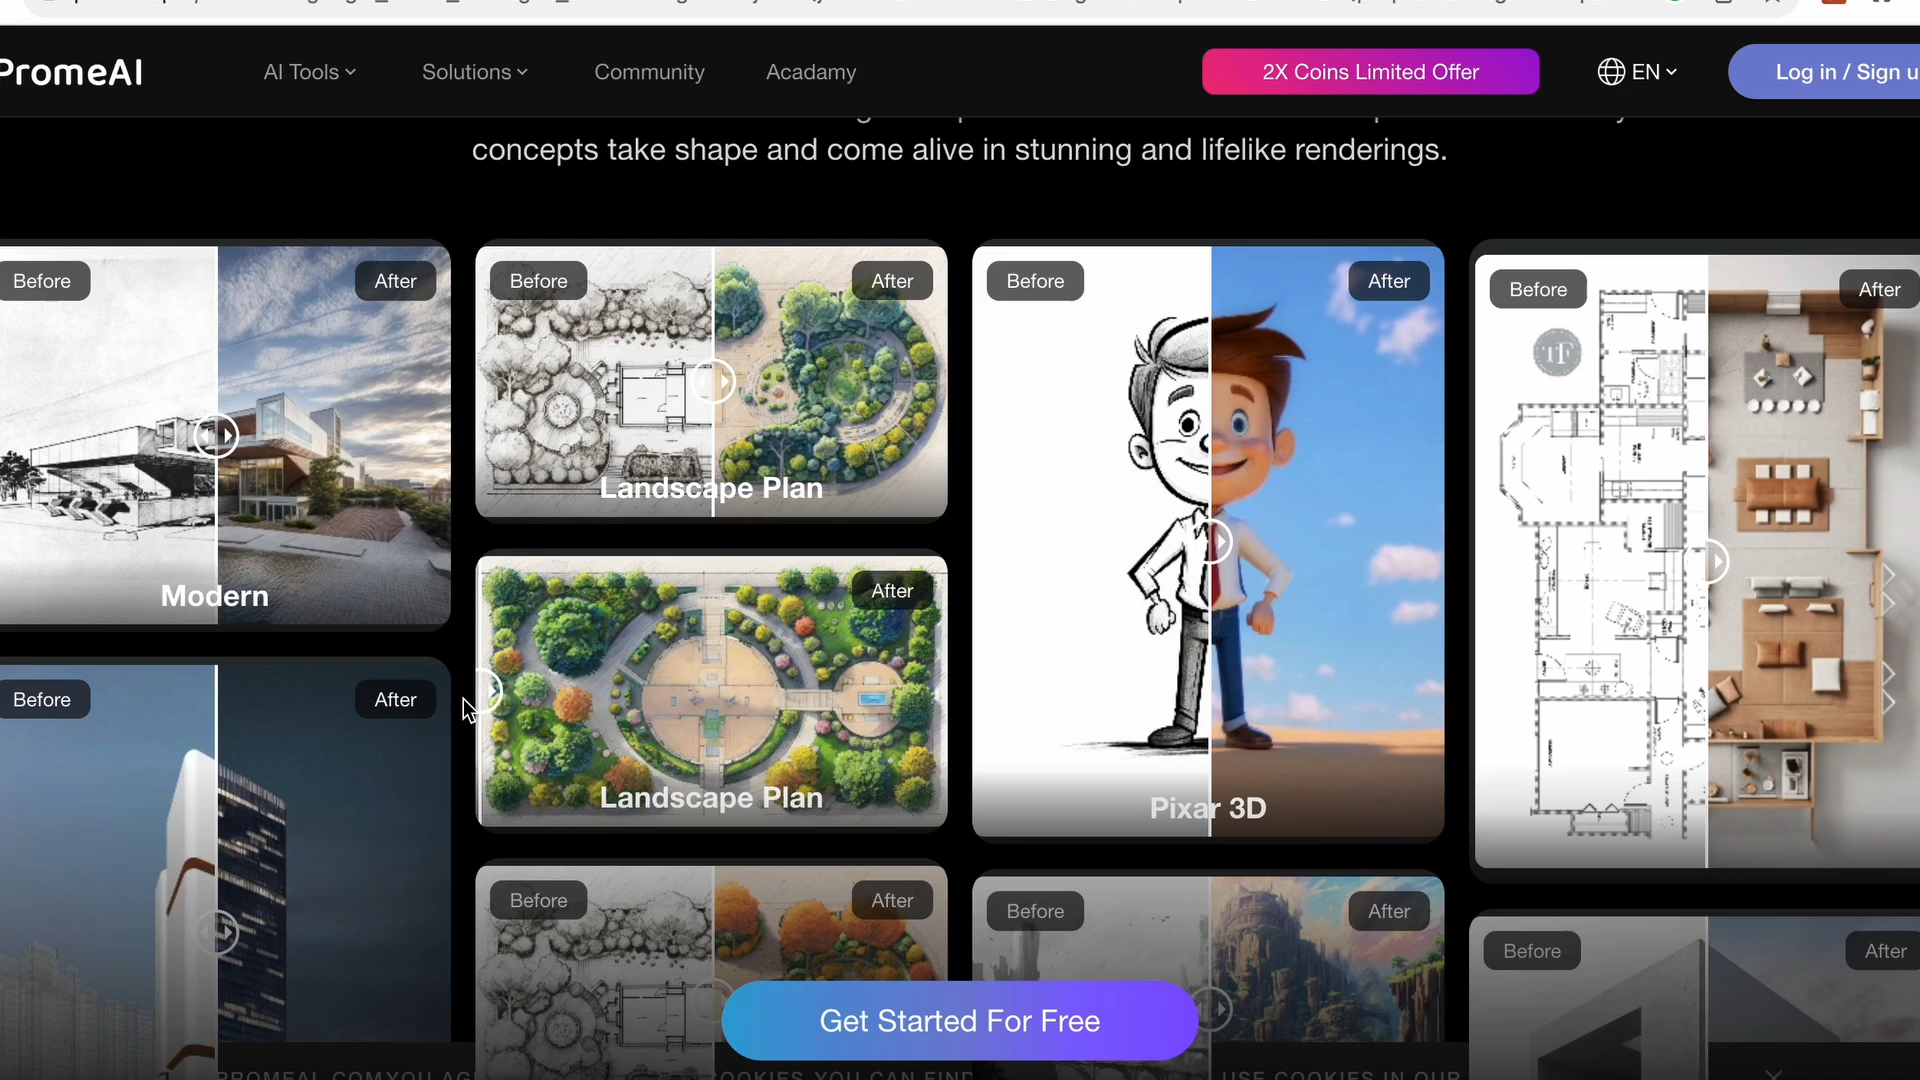 PromeAI
AI Tools
Solutions
Community
Acadamy
2X Coins Limited Offer
EN
Log in / Sign u
concepts take shape and come alive in stunning and lifelike renderings.
Before
After
Modern
Before
After
Landscape Plan
Before
After
Pixar 3D
Before
After
TF
After
Landscape Plan
Before
After
Before
After
Before
After
Before
After
Get Started For Free